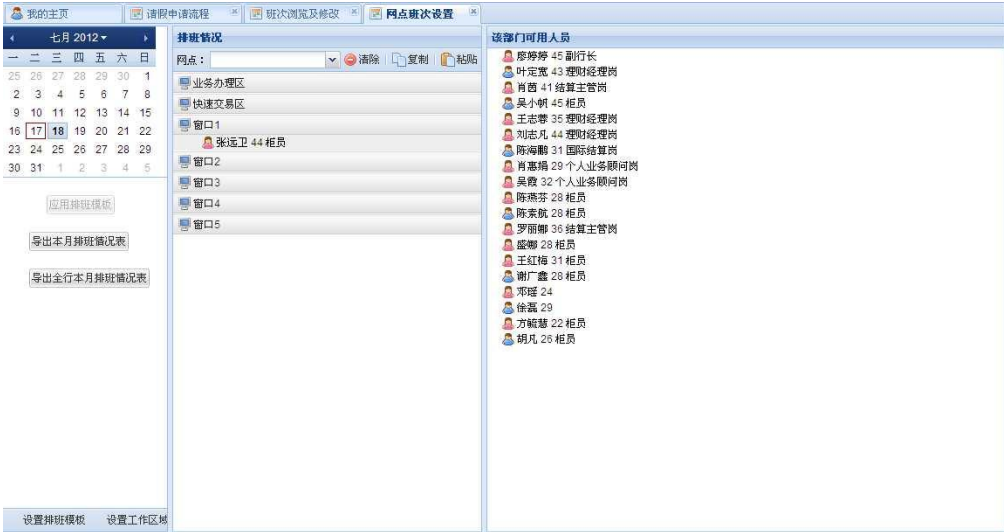 我的主页 请假申请流程 班次浏览及修改 网点班次设置
七月 2012
一 二 三 四 五 六 日
25 26 27 28 29 30 1
2 3 4 5 6 7 8
9 10 11 12 13 14 15
16 17 18 19 20 21 22
23 24 25 26 27 28 29
30 31 1 2 3 4 5
应用排班模板
导出本月排班情况表
导出全行本月排班情况表
设置排班模板 设置工作区域
排班情况
网点： 清除 复制 粘贴
业务办理区
快速交易区
窗口1
张远卫 44 柜员
窗口2
窗口3
窗口4
窗口5
该部门可用人员
廖婷婷 45 副行长
叶定宽 43 理财经理岗
肖茜 41 结算主管岗
吴小帆 45 柜员
王志蓉 35 理财经理岗
刘志凡 44 理财经理岗
陈海鹏 31 国际结算岗
肖惠娟 29 个人业务顾问岗
吴霞 32 个人业务顾问岗
陈燕芬 28 柜员
陈素航 28 柜员
罗丽娜 36 结算主管岗
盛娜 28 柜员
王红梅 31 柜员
谢广鑫 28 柜员
邓瑶 24
徐磊 29
方毓慧 22 柜员
胡凡 26 柜员